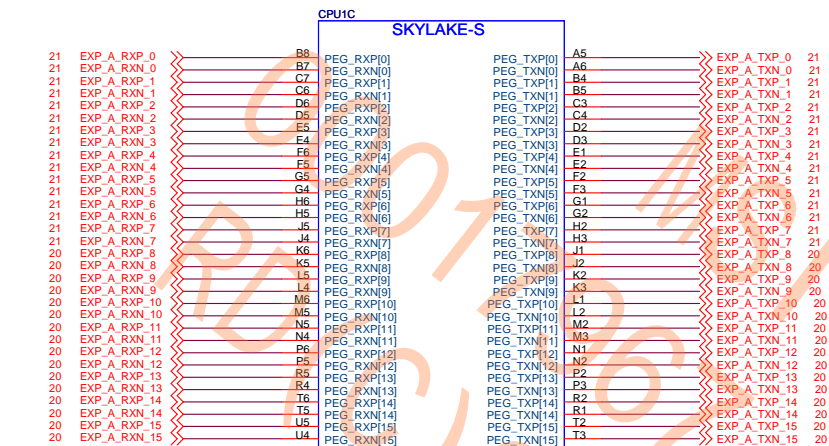 CPU1C
SKYLAKE-S
21 EXP_A_RXP_0 B8 PEG_RXP[0] PEG_TXP[0] A5 EXP_A_TXP_0 21
21 EXP_A_RXN_0 B7 PEG_RXN[0] PEG_TXN[0] A6 EXP_A_TXN_0 21
21 EXP_A_RXP_1 C7 PEG_RXP[1] PEG_TXP[1] B4 EXP_A_TXP_1 21
21 EXP_A_RXN_1 C6 PEG_RXN[1] PEG_TXN[1] B5 EXP_A_TXN_1 21
21 EXP_A_RXP_2 D6 PEG_RXP[2] PEG_TXP[2] C3 EXP_A_TXP_2 21
21 EXP_A_RXN_2 D5 PEG_RXN[2] PEG_TXN[2] C4 EXP_A_TXN_2 21
21 EXP_A_RXP_3 E5 PEG_RXP[3] PEG_TXP[3] D2 EXP_A_TXP_3 21
21 EXP_A_RXN_3 E4 PEG_RXN[3] PEG_TXN[3] D3 EXP_A_TXN_3 21
21 EXP_A_RXP_4 F6 PEG_RXP[4] PEG_TXP[4] E1 EXP_A_TXP_4 21
21 EXP_A_RXN_4 F5 PEG_RXN[4] PEG_TXN[4] E2 EXP_A_TXN_4 21
21 EXP_A_RXP_5 G5 PEG_RXP[5] PEG_TXP[5] F2 EXP_A_TXP_5 21
21 EXP_A_RXN_5 G4 PEG_RXN[5] PEG_TXN[5] F3 EXP_A_TXN_5 21
21 EXP_A_RXP_6 H6 PEG_RXP[6] PEG_TXP[6] G1 EXP_A_TXP_6 21
21 EXP_A_RXN_6 H5 PEG_RXN[6] PEG_TXN[6] G2 EXP_A_TXN_6 21
21 EXP_A_RXP_7 J5 PEG_RXP[7] PEG_TXP[7] H2 EXP_A_TXP_7 21
21 EXP_A_RXN_7 J4 PEG_RXN[7] PEG_TXN[7] H3 EXP_A_TXN_7 21
20 EXP_A_RXP_8 K6 PEG_RXP[8] PEG_TXP[8] J1 EXP_A_TXP_8 20
20 EXP_A_RXN_8 K5 PEG_RXN[8] PEG_TXN[8] J2 EXP_A_TXN_8 20
20 EXP_A_RXP_9 L5 PEG_RXP[9] PEG_TXP[9] K2 EXP_A_TXP_9 20
20 EXP_A_RXN_9 L4 PEG_RXN[9] PEG_TXN[9] K3 EXP_A_TXN_9 20
20 EXP_A_RXP_10 M6 PEG_RXP[10] PEG_TXP[10] L1 EXP_A_TXP_10 20
20 EXP_A_RXN_10 M5 PEG_RXN[10] PEG_TXN[10] L2 EXP_A_TXN_10 20
20 EXP_A_RXP_11 N5 PEG_RXP[11] PEG_TXP[11] M2 EXP_A_TXP_11 20
20 EXP_A_RXN_11 N4 PEG_RXN[11] PEG_TXN[11] M3 EXP_A_TXN_11 20
20 EXP_A_RXP_12 P6 PEG_RXP[12] PEG_TXP[12] N1 EXP_A_TXP_12 20
20 EXP_A_RXN_12 P5 PEG_RXN[12] PEG_TXN[12] N2 EXP_A_TXN_12 20
20 EXP_A_RXP_13 R5 PEG_RXP[13] PEG_TXP[13] P2 EXP_A_TXP_13 20
20 EXP_A_RXN_13 R4 PEG_RXN[13] PEG_TXN[13] P3 EXP_A_TXN_13 20
20 EXP_A_RXP_14 T6 PEG_RXP[14] PEG_TXP[14] R2 EXP_A_TXP_14 20
20 EXP_A_RXN_14 T5 PEG_RXN[14] PEG_TXN[14] R1 EXP_A_TXN_14 20
20 EXP_A_RXP_15 U5 PEG_RXP[15] PEG_TXP[15] T2 EXP_A_TXP_15 20
20 EXP_A_RXN_15 U4 PEG_RXN[15] PEG_TXN[15] T3 EXP_A_TXN_15 20